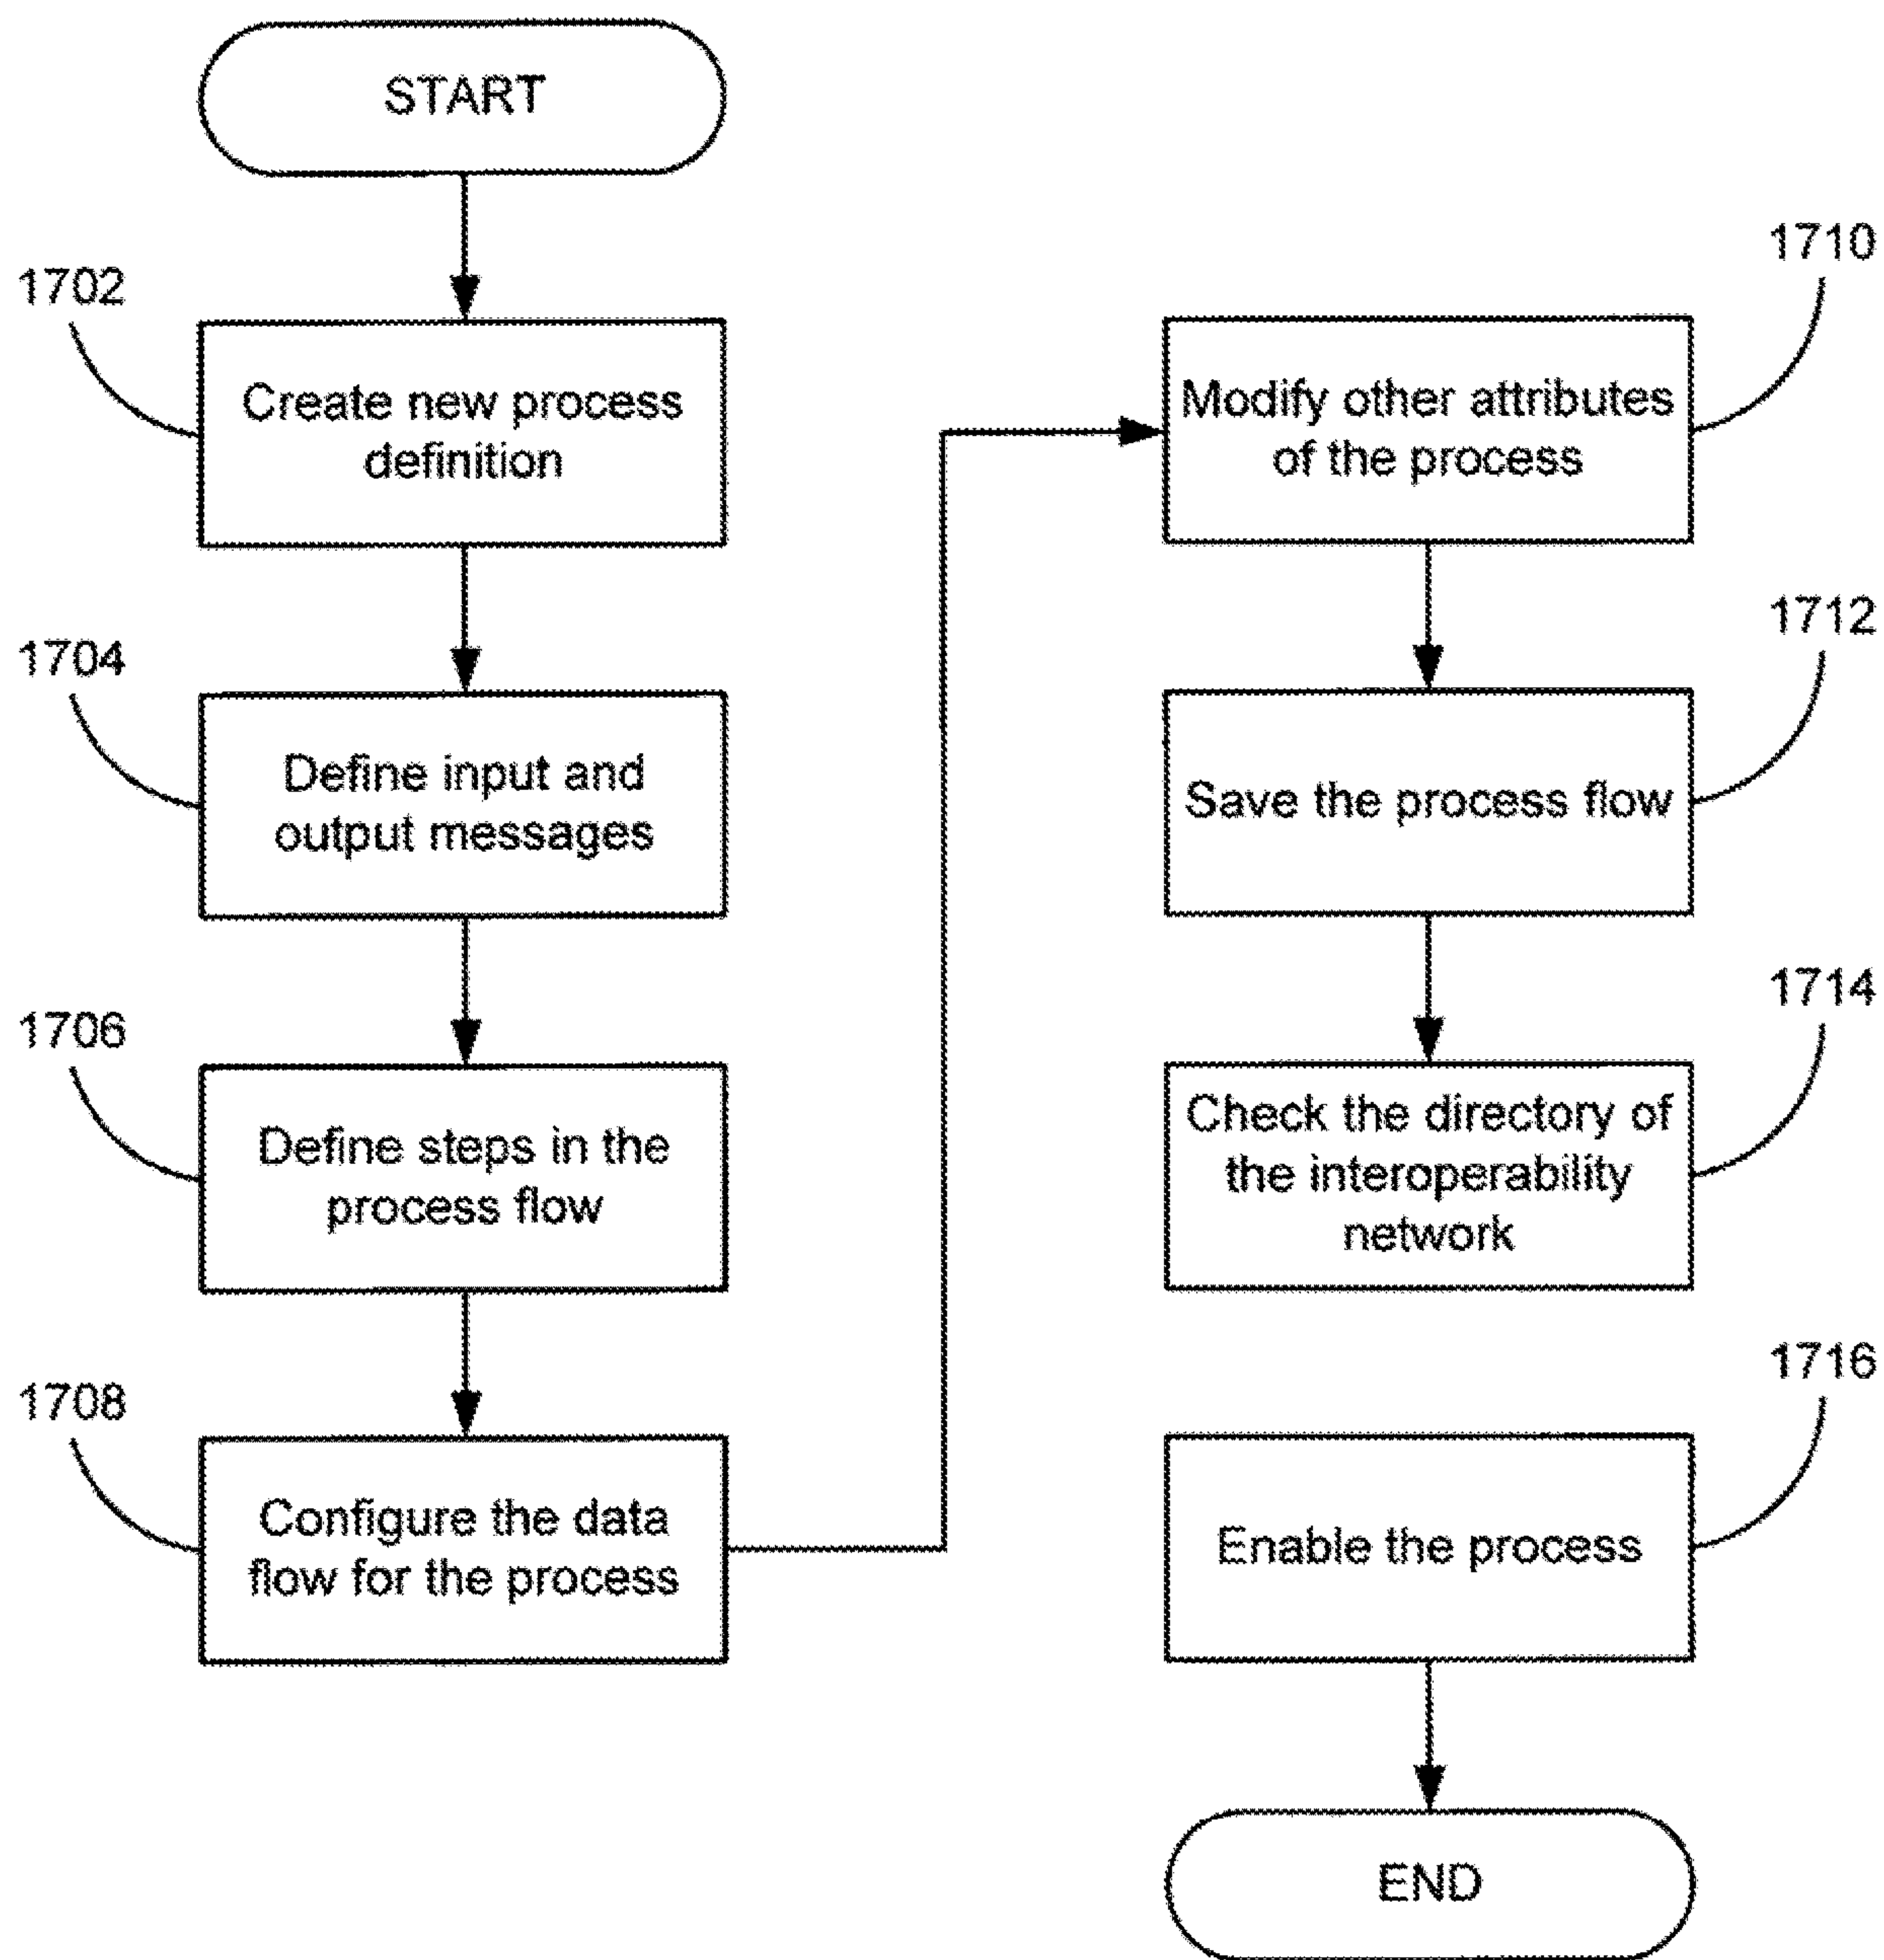 START
1702
Create new process
definition
1704
Define input and
output messages
1706
Define steps in the
process flow
1708
Configure the data
flow for the process
1710
Modify other attributes
of the process
1712
Save the process flow
1714
Check the directory of
the interoperability
network
1716
Enable the process
END